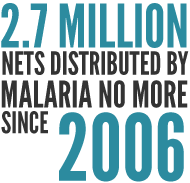 2.7 MILLION
NETS DISTRIBUTED BY
MALARIA NO MORE
SINCE
2006